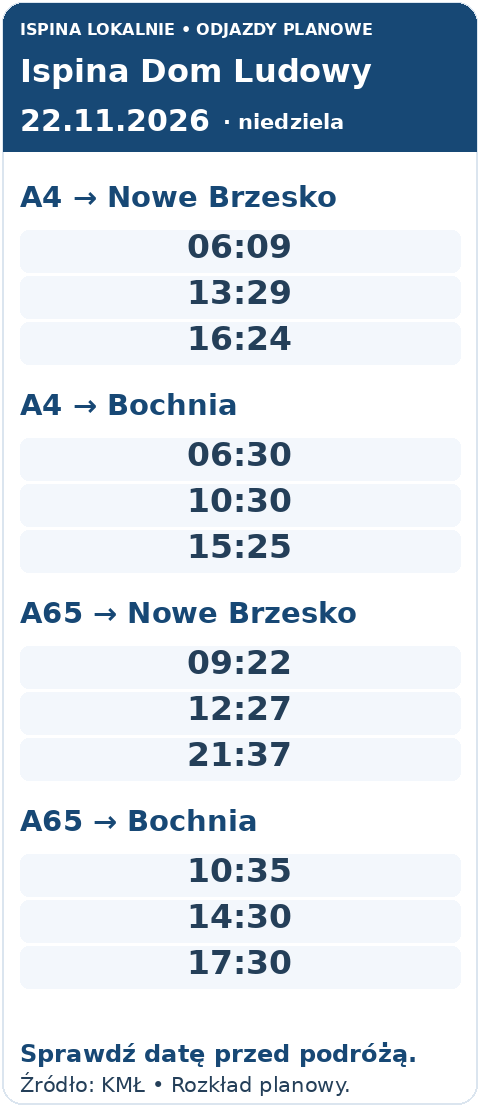 ISPINA LOKALNIE • ODJAZDY PLANOWE
Ispina Dom Ludowy
22.11.2026 · niedziela
A4 → Nowe Brzesko
06:09
13:29
16:24
A4 → Bochnia
06:30
10:30
15:25
A65 → Nowe Brzesko
09:22
12:27
21:37
A65 → Bochnia
10:35
14:30
17:30
Sprawdź datę przed podróżą.
Źródło: KMŁ • Rozkład planowy.